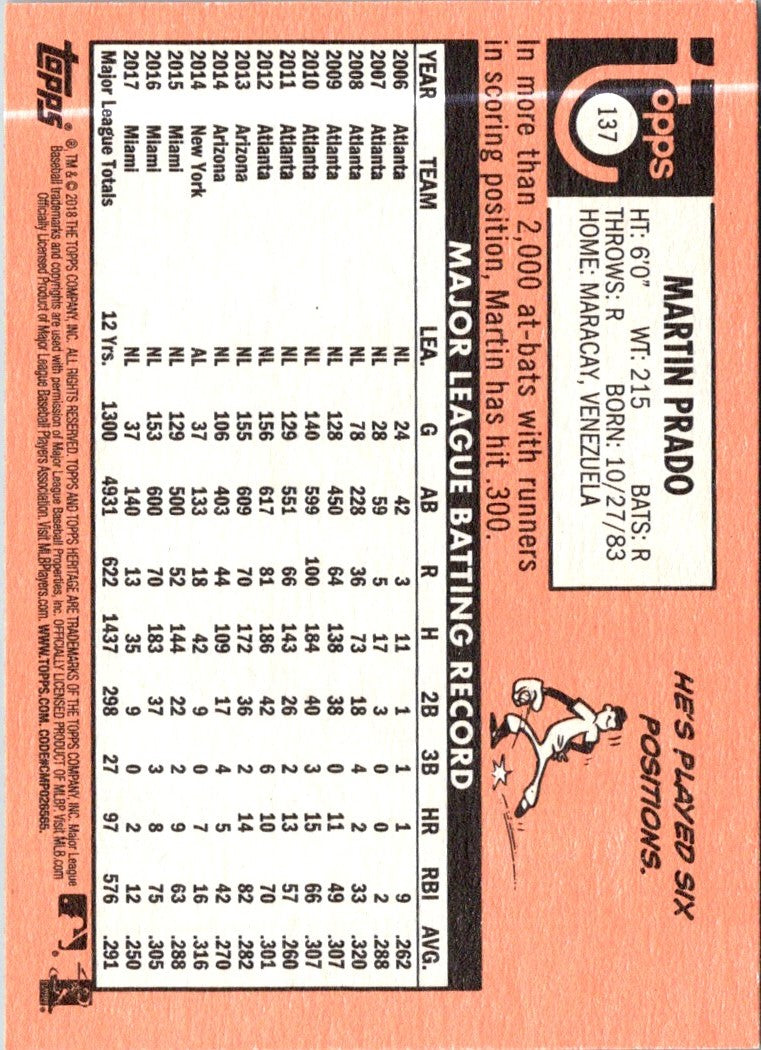 Topps
137
MARTIN PRADO
HT: 6'0" WT: 215 BATS: R
THROWS: R BORN: 10/27/83
HOME: MARACAY, VENEZUELA
HE'S PLAYED SIX
POSITIONS.
In more than 2,000 at-bats with runners
in scoring position, Martin has hit .300.
MAJOR LEAGUE BATTING RECORD
YEAR TEAM LEA. G AB R H 2B 3B HR RBI AVG.
2006 Atlanta NL 24 42 3 11 1 1 1 9 .262
2007 Atlanta NL 28 59 5 17 3 0 0 2 .288
2008 Atlanta NL 78 228 36 73 18 4 2 33 .320
2009 Atlanta NL 128 450 64 138 38 0 11 49 .307
2010 Atlanta NL 140 599 100 184 40 3 15 66 .307
2011 Atlanta NL 129 551 66 143 26 2 13 57 .260
2012 Atlanta NL 156 617 81 186 42 6 10 70 .301
2013 Arizona NL 155 609 70 172 36 2 14 82 .282
2014 Arizona NL 106 403 44 109 17 4 5 42 .270
2014 New York AL 37 133 18 42 9 0 7 16 .316
2015 Miami NL 129 500 52 144 22 2 9 63 .288
2016 Miami NL 153 600 70 183 37 3 8 75 .305
2017 Miami NL 37 140 13 35 9 0 2 12 .250
Major League Totals 12 Yrs. 1300 4931 622 1437 298 27 97 576 .291
Topps®
®, TM & © 2018 THE TOPPS COMPANY, INC. ALL RIGHTS RESERVED. TOPPS AND TOPPS HERITAGE ARE TRADEMARKS OF THE TOPPS COMPANY, INC. Major League
Baseball trademarks and copyrights are used with permission of Major League Baseball Properties, Inc. OFFICIALLY LICENSED PRODUCT OF MLBP. Visit MLB.com
Officially Licensed Product of Major League Baseball Players Association. Visit MLBPlayers.com. WWW.TOPPS.COM. CODE#CMP026565.